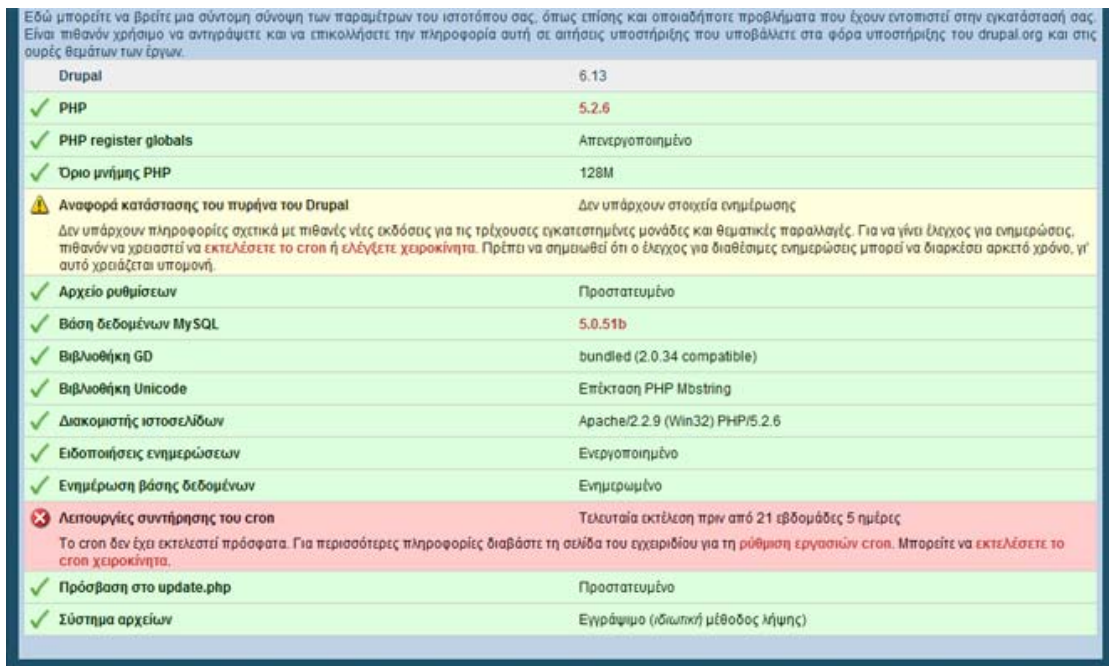 Εδώ μπορείτε να βρείτε μια σύντομη σύνοψη των παραμέτρων του ιστοτόπου σας, όπως επίσης και οποιαδήποτε προβλήματα που έχουν εντοπιστεί στην εγκατάστασή σας.
Είναι πιθανόν χρήσιμο να αντιγράψετε και να επικολλήσετε την πληροφορία αυτή σε αιτήσεις υποστήριξης που υποβάλλετε στα φόρα υποστήριξης του drupal.org και στις
ουρές θεμάτων των έργων.
Drupal 6.13
PHP 5.2.6
PHP register globals Απενεργοποιημένο
Όριο μνήμης PHP 128M
Αναφορά κατάστασης του πυρήνα του Drupal Δεν υπάρχουν στοιχεία ενημέρωσης
Δεν υπάρχουν πληροφορίες σχετικά με πιθανές νέες εκδόσεις για τις τρέχουσες εγκατεστημένες μονάδες και θεματικές παραλλαγές. Για να γίνει έλεγχος για ενημερώσεις,
πιθανόν να χρειαστεί να εκτελέσετε το cron ή ελέγξετε χειροκίνητα. Πρέπει να σημειωθεί ότι ο έλεγχος για διαθέσιμες ενημερώσεις μπορεί να διαρκέσει αρκετό χρόνο, γι'
αυτό χρειάζεται υπομονή.
Αρχείο ρυθμίσεων Προστατευμένο
Βάση δεδομένων MySQL 5.0.51b
Βιβλιοθήκη GD bundled (2.0.34 compatible)
Βιβλιοθήκη Unicode Επέκταση PHP Mbstring
Διακομιστής ιστοσελίδων Apache/2.2.9 (Win32) PHP/5.2.6
Ειδοποιήσεις ενημερώσεων Ενεργοποιημένο
Ενημέρωση βάσης δεδομένων Ενημερωμένο
Λειτουργίες συντήρησης του cron Τελευταία εκτέλεση πριν από 21 εβδομάδες 5 ημέρες
Το cron δεν έχει εκτελεστεί πρόσφατα. Για περισσότερες πληροφορίες διαβάστε τη σελίδα του εγχειριδίου για τη ρύθμιση εργασιών cron. Μπορείτε να εκτελέσετε το
cron χειροκίνητα.
Πρόσβαση στο update.php Προστατευμένο
Σύστημα αρχείων Εγγράψιμο (ιδιωτική μέθοδος λήψης)